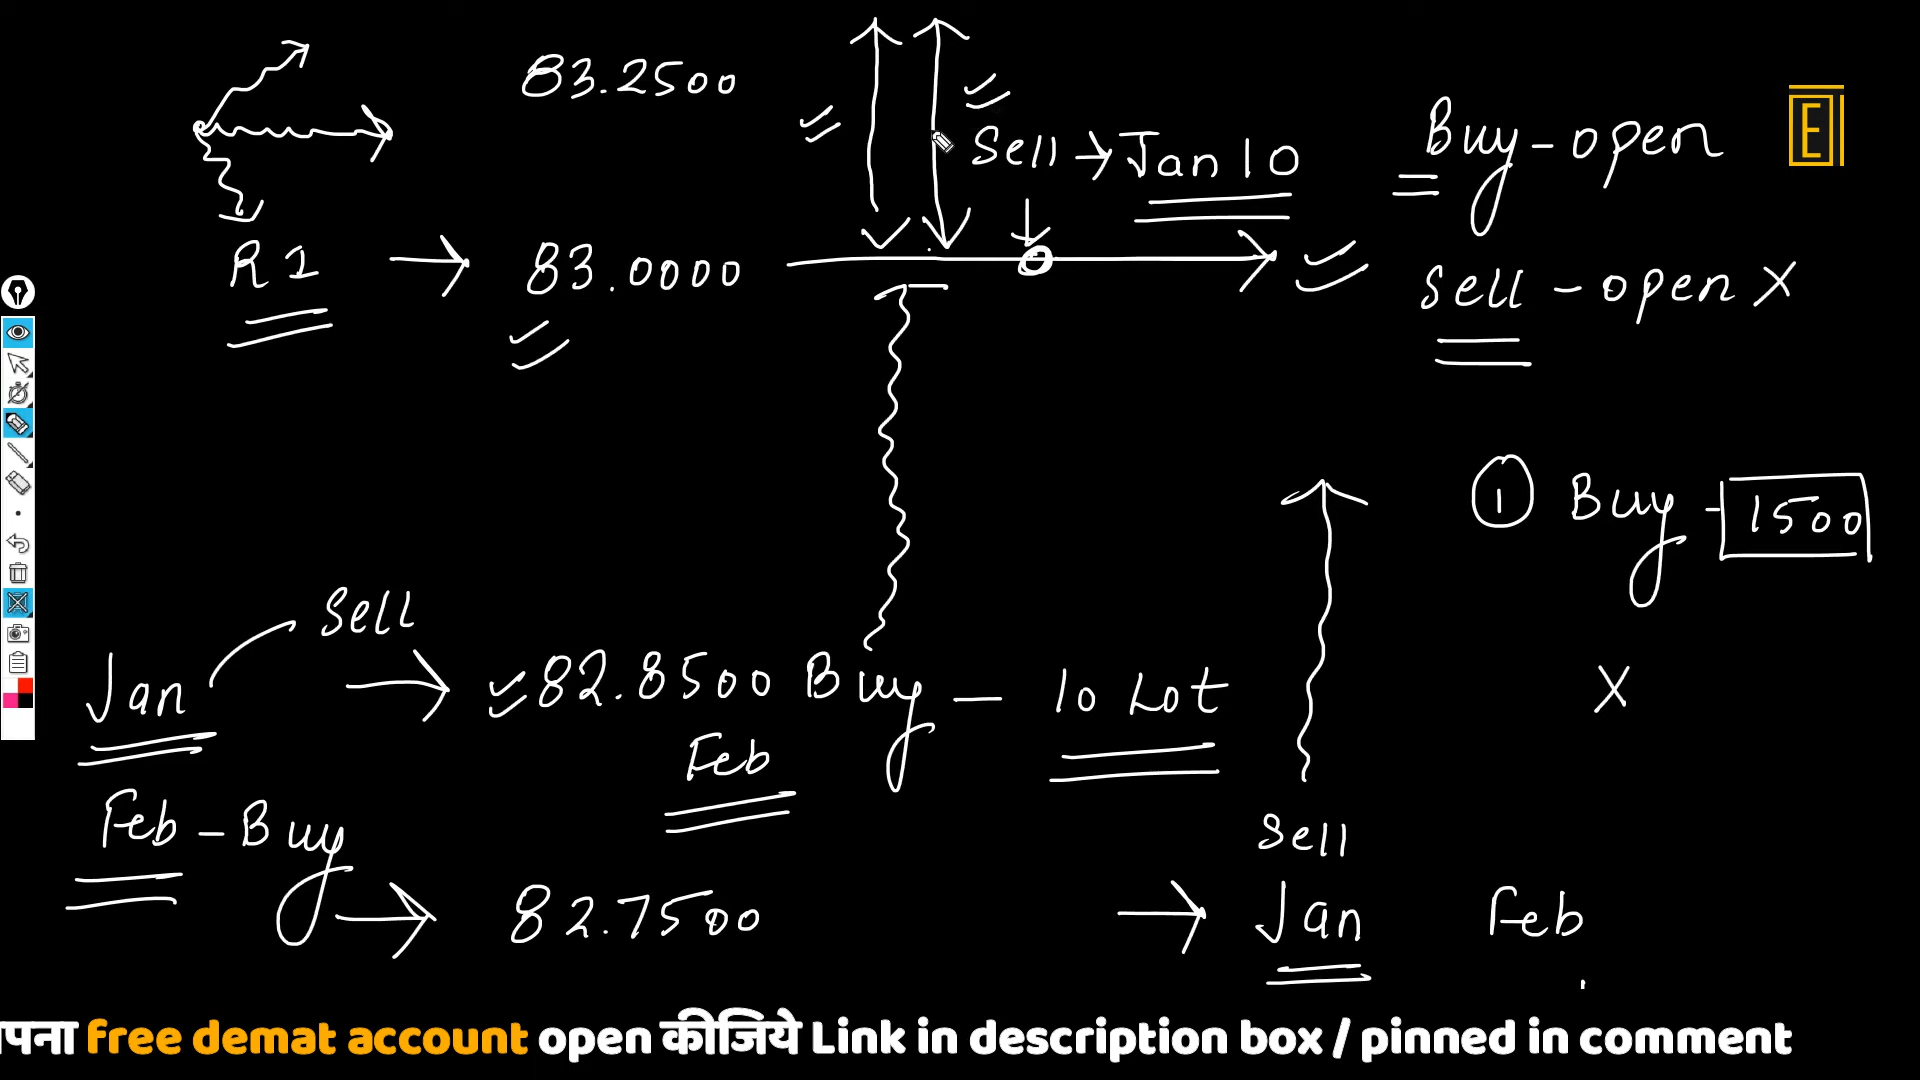 83.2500
Sell → Jan 10
Buy - open
E
R1 → 83.0000
Sell - open X
1 Buy - 1500
Sell
X
Jan → 82.8500 Buy - 10 Lot
Feb
Feb - Buy
Sell
→ 82.7500 → Jan Feb
पना free demat account open कीजिये Link in description box / pinned in comment